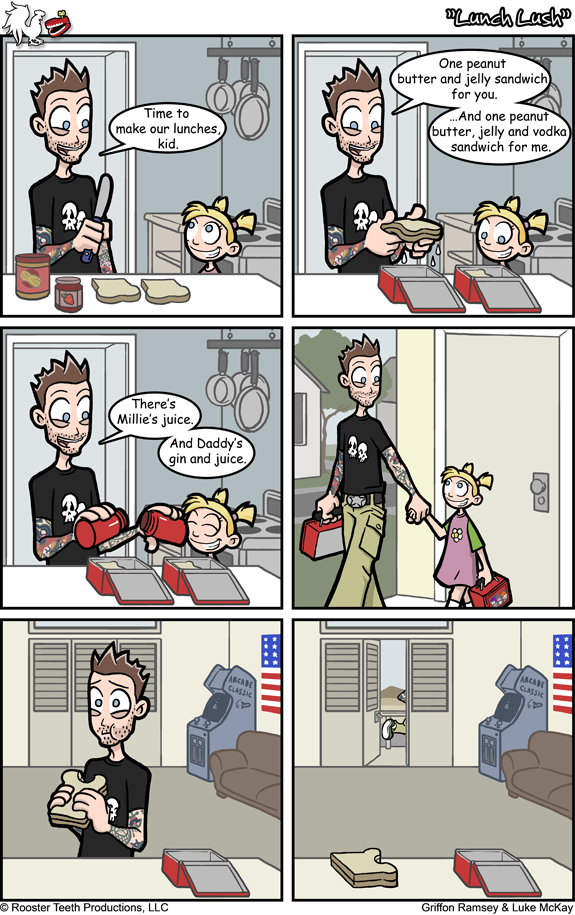 "Lunch Lush"
Time to
make our lunches,
kid.
One peanut
butter and jelly sandwich
for you.
...And one peanut
butter, jelly and vodka
sandwich for me.
There's
Millie's juice.
And Daddy's
gin and juice.
ARCADE
CLASSIC
ARCADE
CLASSIC
© Rooster Teeth Productions, LLC
Griffon Ramsey & Luke McKay